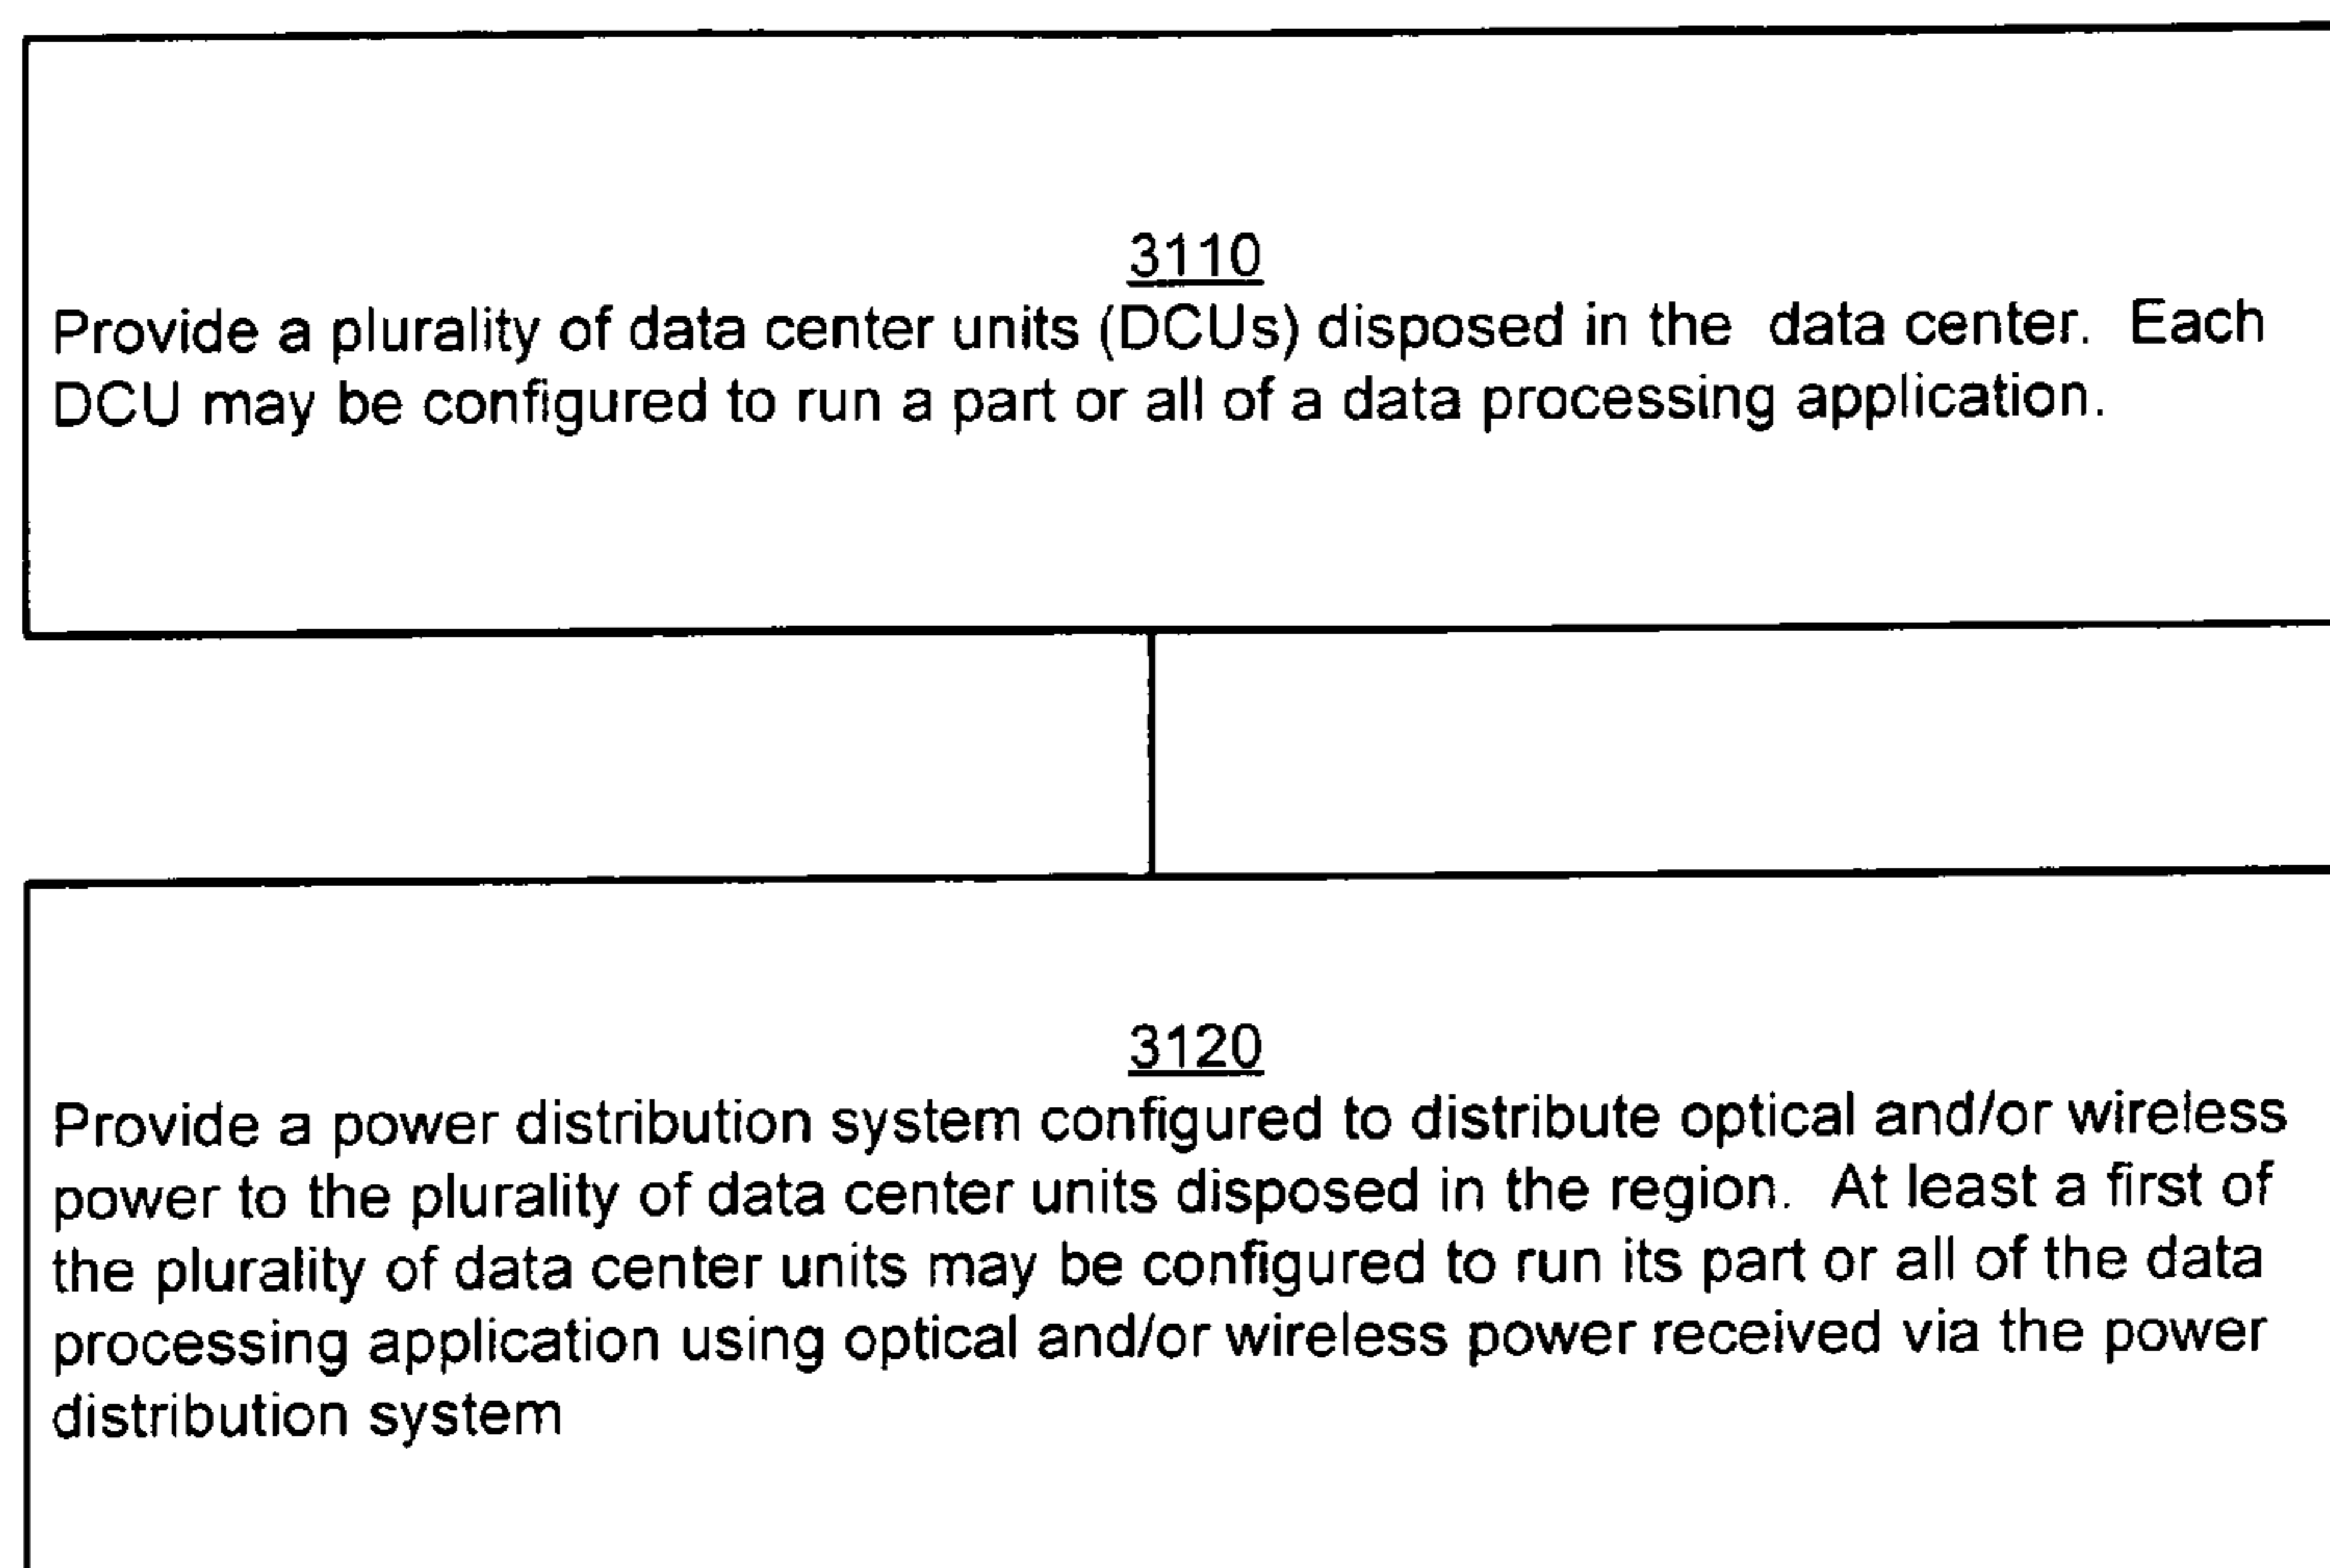 3110
Provide a plurality of data center units (DCUs) disposed in the data center. Each
DCU may be configured to run a part or all of a data processing application.
3120
Provide a power distribution system configured to distribute optical and/or wireless
power to the plurality of data center units disposed in the region. At least a first of
the plurality of data center units may be configured to run its part or all of the data
processing application using optical and/or wireless power received via the power
distribution system